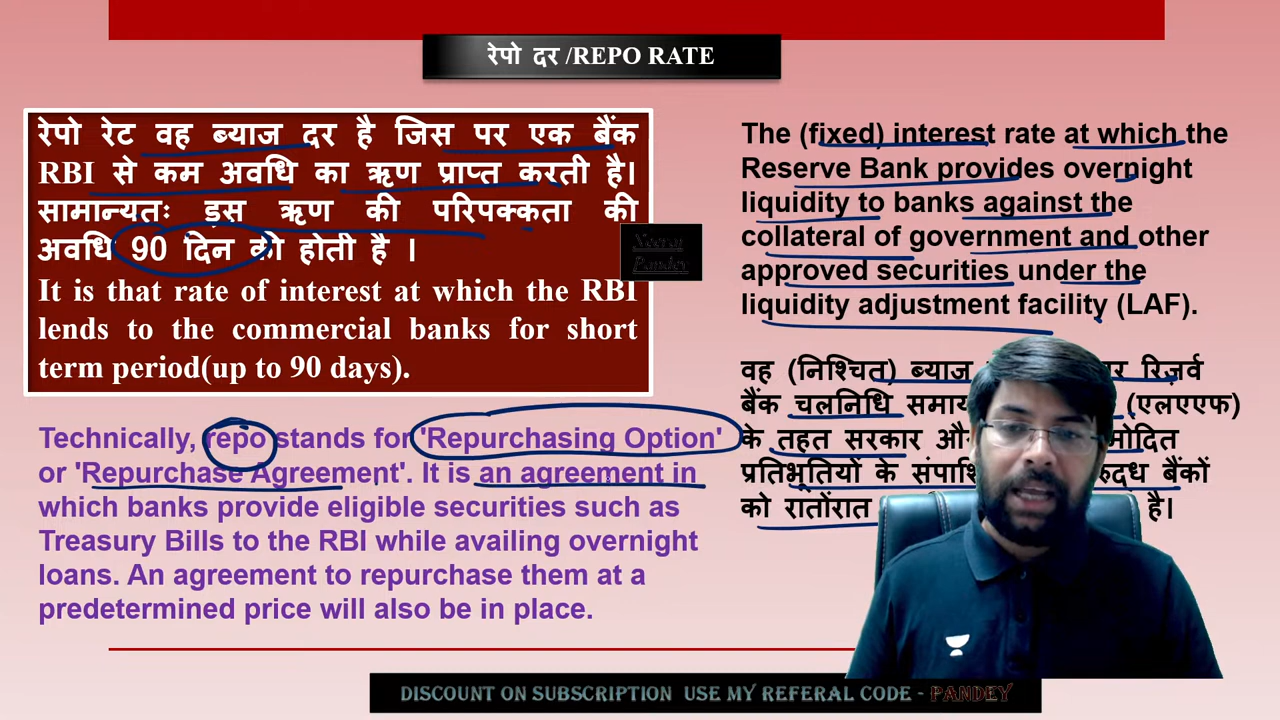 रेपो दर /REPO RATE
रेपो रेट वह ब्याज दर है जिस पर एक बैंक
RBI से कम अवधि का ऋण प्राप्त करती है।
सामान्यतः इस ऋण की परिपक्कता की
अवधि 90 दिन की होती है ।
It is that rate of interest at which the RBI
lends to the commercial banks for short
term period(up to 90 days).
Technically, repo stands for 'Repurchasing Option'
or 'Repurchase Agreement'. It is an agreement in
which banks provide eligible securities such as
Treasury Bills to the RBI while availing overnight
loans. An agreement to repurchase them at a
predetermined price will also be in place.
Neeraj
Pandey
The (fixed) interest rate at which the
Reserve Bank provides overnight
liquidity to banks against the
collateral of government and other
approved securities under the
liquidity adjustment facility (LAF).
वह (निश्चित) ब्याज रिज़र्व
बैंक चलनिधि (एलएएफ)
के तहत सरकार
प्रतिभूतियों के बैंकों
को रातोंरात है।
DISCOUNT ON SUBSCRIPTION USE MY REFERAL CODE - PANDEY